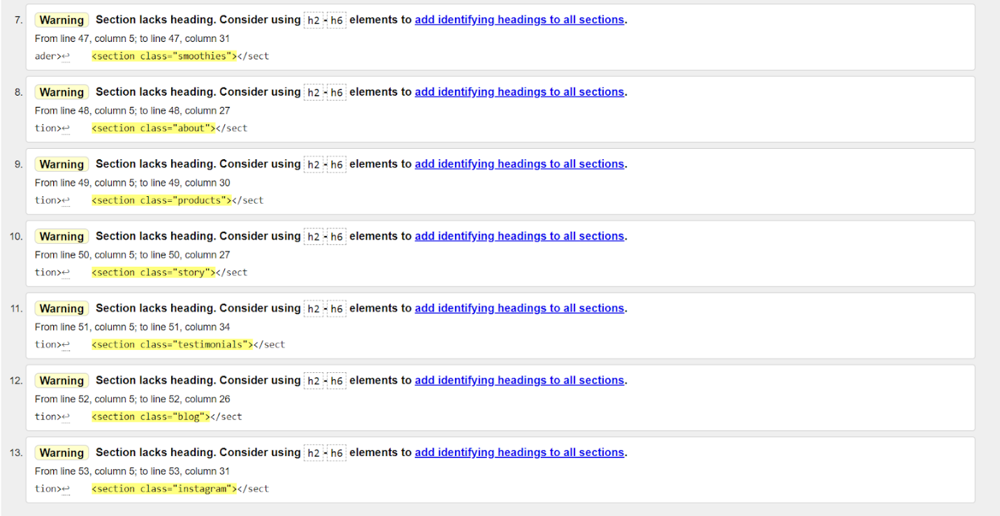 7. Warning Section lacks heading. Consider using h2-h6 elements to add identifying headings to all sections.
From line 47, column 5; to line 47, column 31
ader>↩ <section class="smoothies"></sect
8. Warning Section lacks heading. Consider using h2-h6 elements to add identifying headings to all sections.
From line 48, column 5; to line 48, column 27
tion>↩ <section class="about"></sect
9. Warning Section lacks heading. Consider using h2-h6 elements to add identifying headings to all sections.
From line 49, column 5; to line 49, column 30
tion>↩ <section class="products"></sect
10. Warning Section lacks heading. Consider using h2-h6 elements to add identifying headings to all sections.
From line 50, column 5; to line 50, column 27
tion>↩ <section class="story"></sect
11. Warning Section lacks heading. Consider using h2-h6 elements to add identifying headings to all sections.
From line 51, column 5; to line 51, column 34
tion>↩ <section class="testimonials"></sect
12. Warning Section lacks heading. Consider using h2-h6 elements to add identifying headings to all sections.
From line 52, column 5; to line 52, column 26
tion>↩ <section class="blog"></sect
13. Warning Section lacks heading. Consider using h2-h6 elements to add identifying headings to all sections.
From line 53, column 5; to line 53, column 31
tion>↩ <section class="instagram"></sect